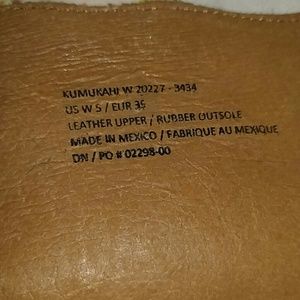 KUMUKAHI W 20227 - 3434
US W 5 / EUR 35
LEATHER UPPER / RUBBER OUTSOLE
MADE IN MEXICO / FABRIQUE AU MEXIQUE
DN / PO # 02298-00